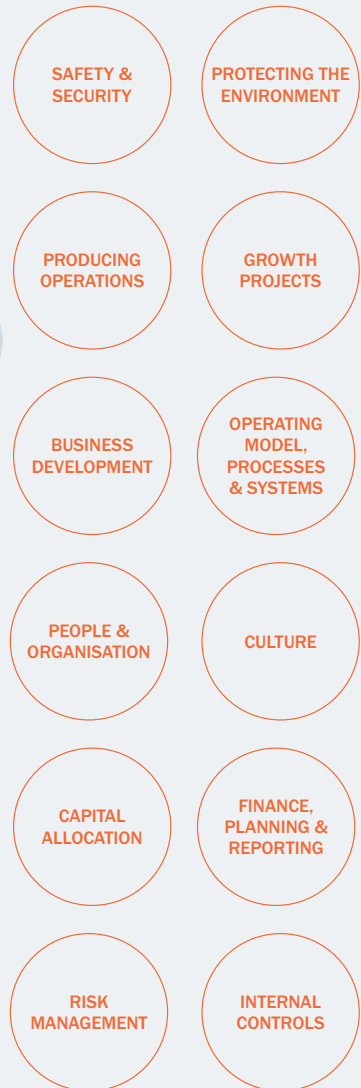 SAFETY &
SECURITY
PROTECTING THE
ENVIRONMENT
PRODUCING
OPERATIONS
GROWTH
PROJECTS
BUSINESS
DEVELOPMENT
OPERATING
MODEL,
PROCESSES
& SYSTEMS
PEOPLE &
ORGANISATION
CULTURE
CAPITAL
ALLOCATION
FINANCE,
PLANNING &
REPORTING
RISK
MANAGEMENT
INTERNAL
CONTROLS